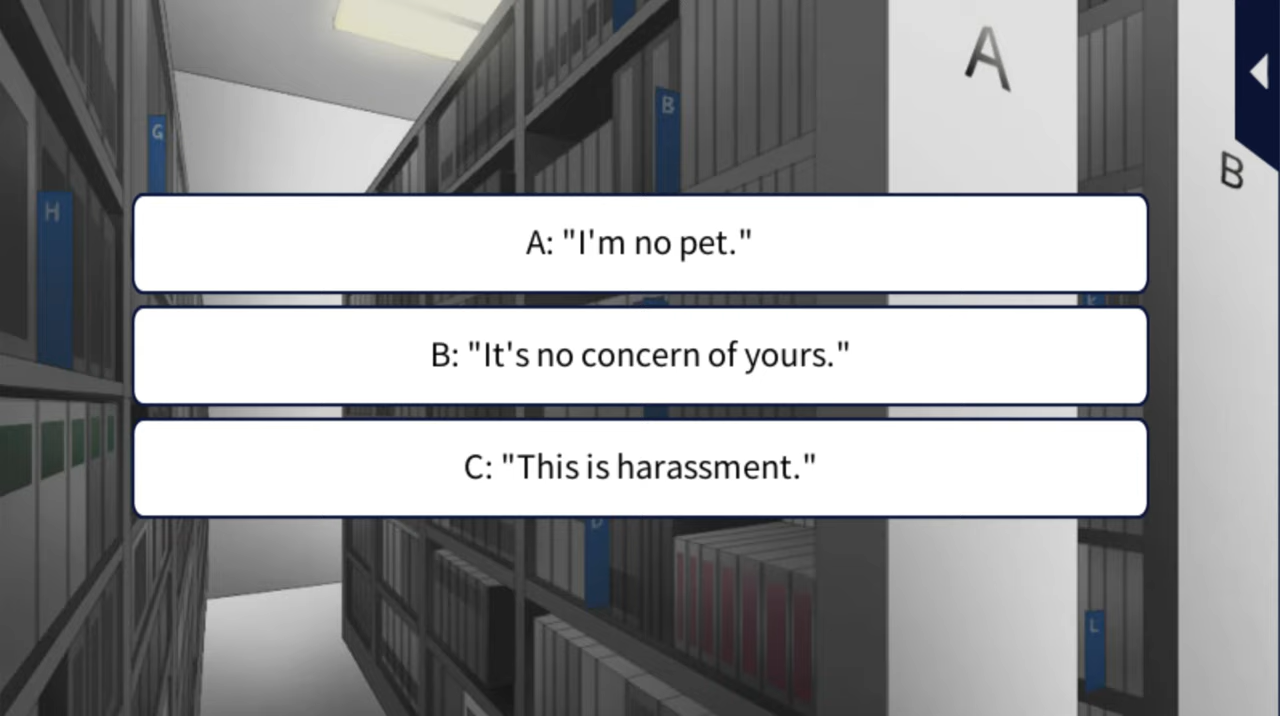 A
B
G
B
H
A: "I'm no pet."
B: "It's no concern of yours."
C: "This is harassment."
D
L